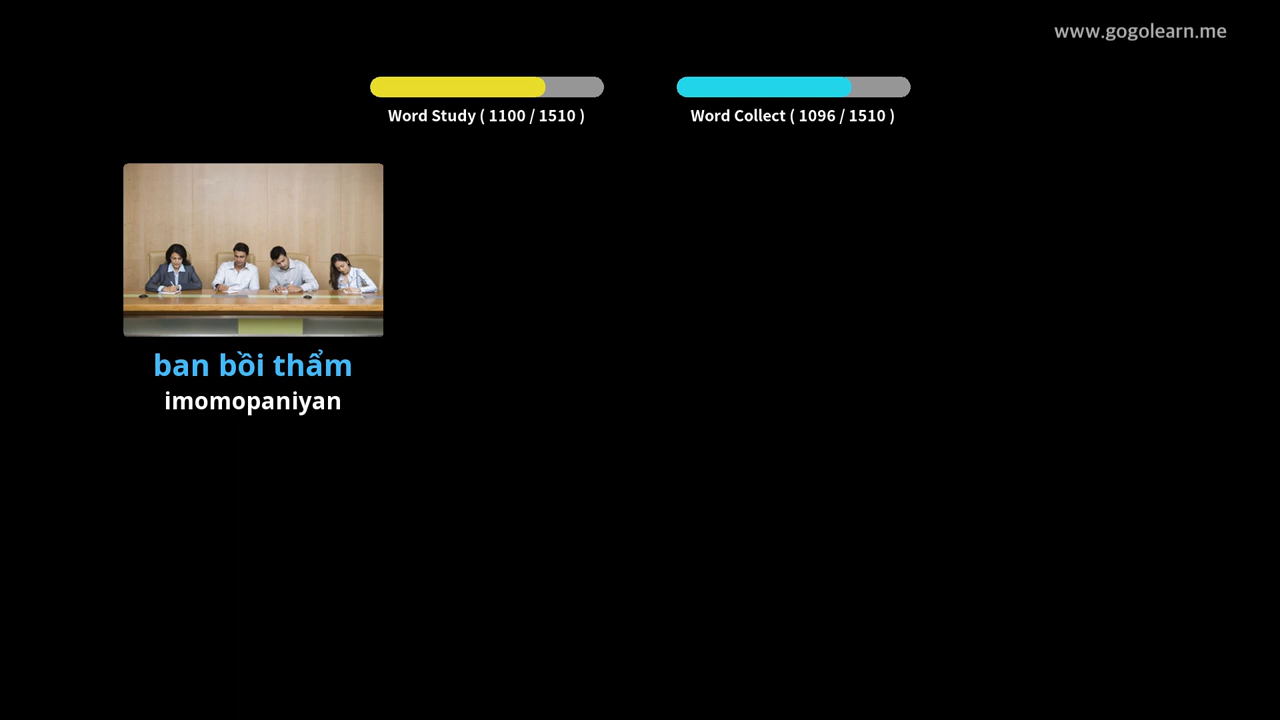 www.gogolearn.me
Word Study ( 1100 / 1510 )
Word Collect ( 1096 / 1510 )
ban bồi thẩm
imomopaniyan